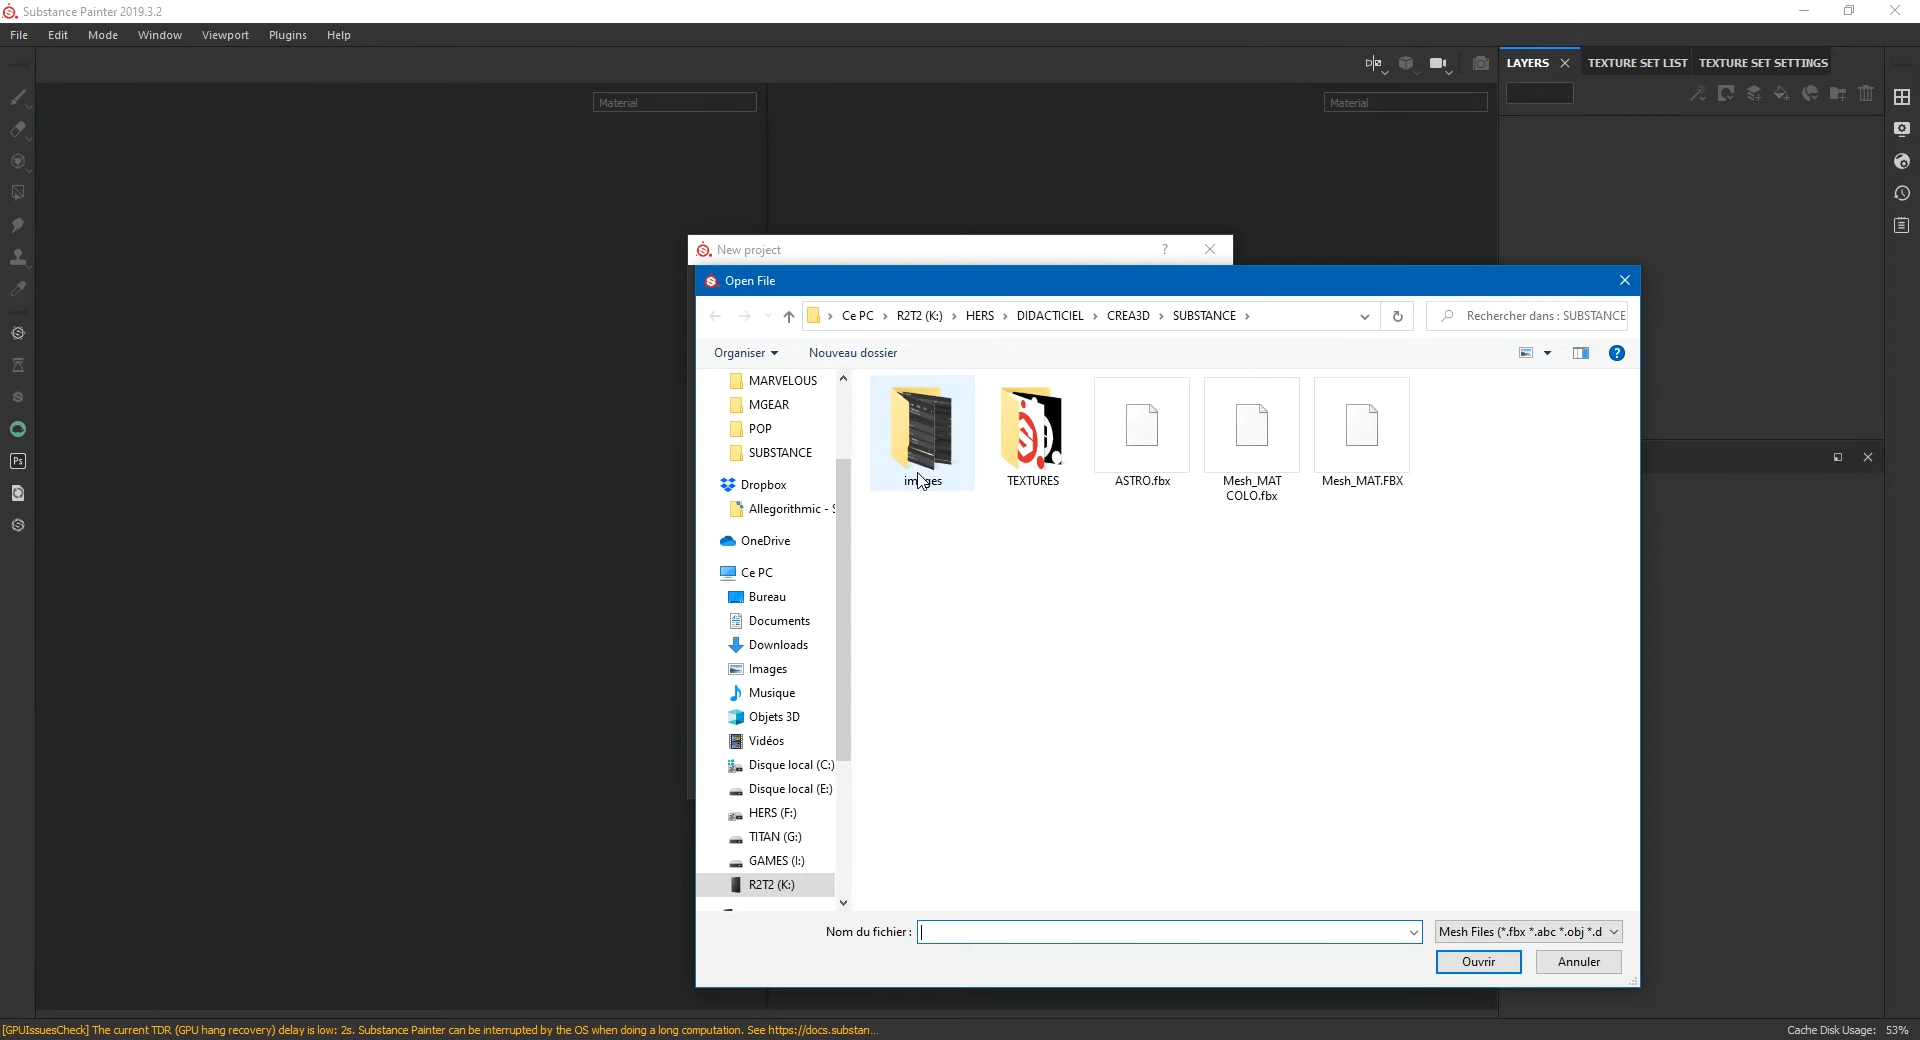 Substance Painter 2019.3.2
File Edit Mode Window Viewport Plugins Help
LAYERS TEXTURE SET LIST TEXTURE SET SETTINGS
Material Material
New project ?
Open File
Ce PC R2T2 (K:) HERS DIDACTICIEL CREA3D SUBSTANCE Rechercher dans : SUBSTANCE
Organiser Nouveau dossier ?
MARVELOUS
MGEAR
POP
SUBSTANCE
Dropbox
Allegorithmic - S
OneDrive
Ce PC
Bureau
Documents
Downloads
Images
Musique
Objets 3D
Vidéos
Disque local (C:)
Disque local (E:)
HERS (F:)
TITAN (G:)
GAMES (I:)
R2T2 (K:)
images TEXTURES ASTRO.fbx Mesh_MAT COLO.fbx Mesh_MAT.FBX
Ps
Nom du fichier : Mesh Files (*.fbx *.abc *.obj *.d
Ouvrir Annuler
[GPUIssuesCheck] The current TDR (GPU hang recovery) delay is low: 2s. Substance Painter can be interrupted by the OS when doing a long computation. See https://docs.substan... Cache Disk Usage: 53%